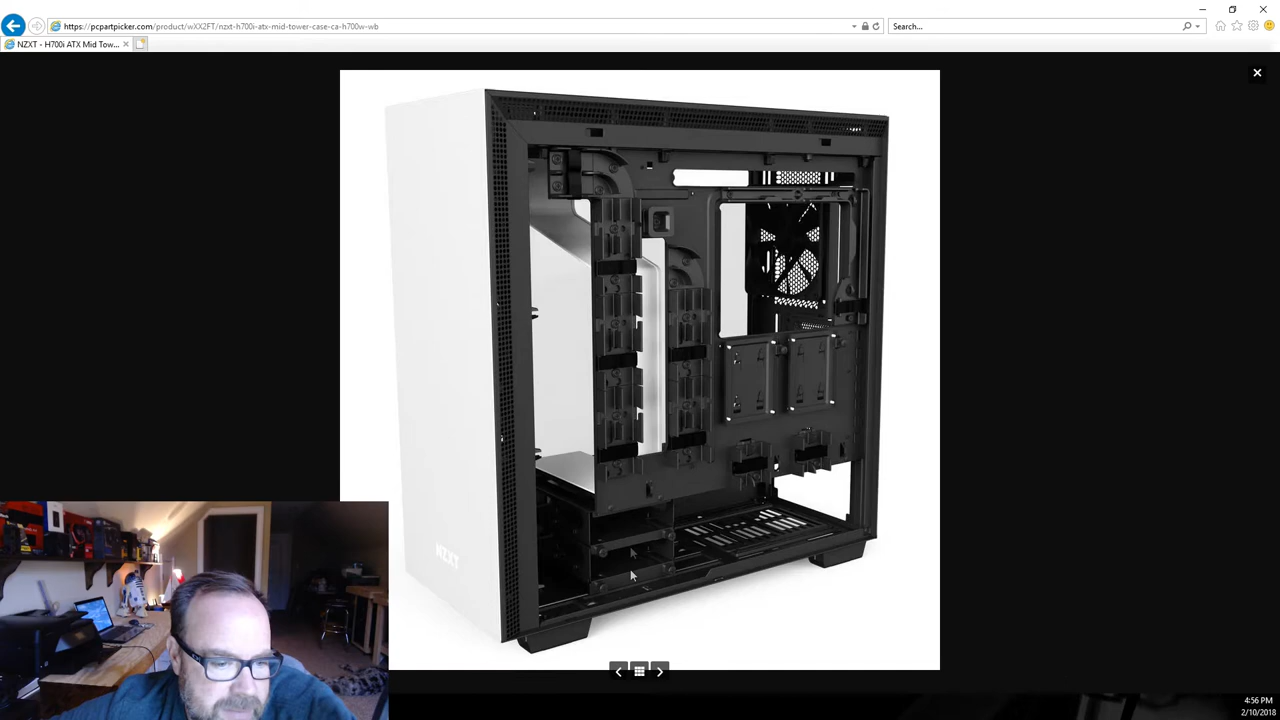 https://pcpartpicker.com/product/wXX2FT/nzxt-h700i-atx-mid-tower-case-ca-h700w-wb
Search...
NZXT - H700i ATX Mid Tow...
NZXT
4:56 PM
2/10/2018